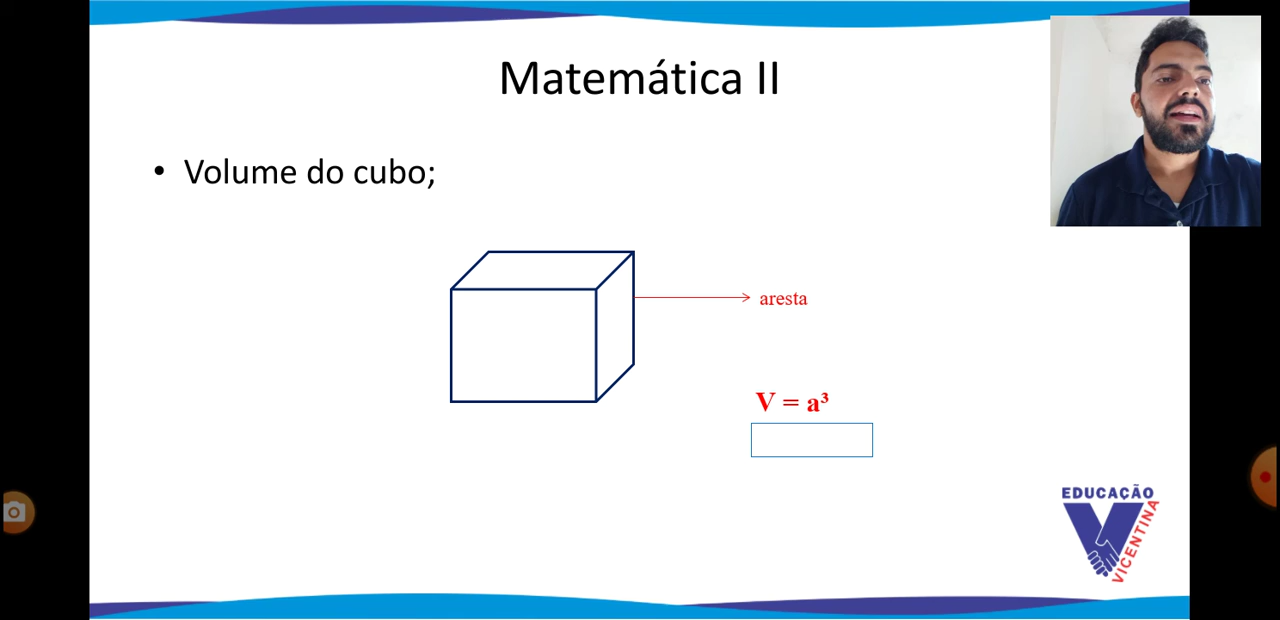 Matemática II
• Volume do cubo;
aresta
V = a³
EDUCAÇÃO
VICENTINA